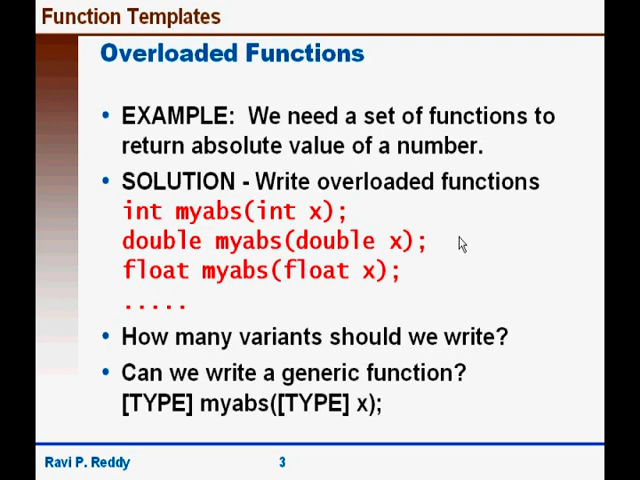 Function Templates
Overloaded Functions
• EXAMPLE: We need a set of functions to
return absolute value of a number.
• SOLUTION - Write overloaded functions
int myabs(int x);
double myabs(double x);
float myabs(float x);
.....
• How many variants should we write?
• Can we write a generic function?
[TYPE] myabs([TYPE] x);
Ravi P. Reddy
3